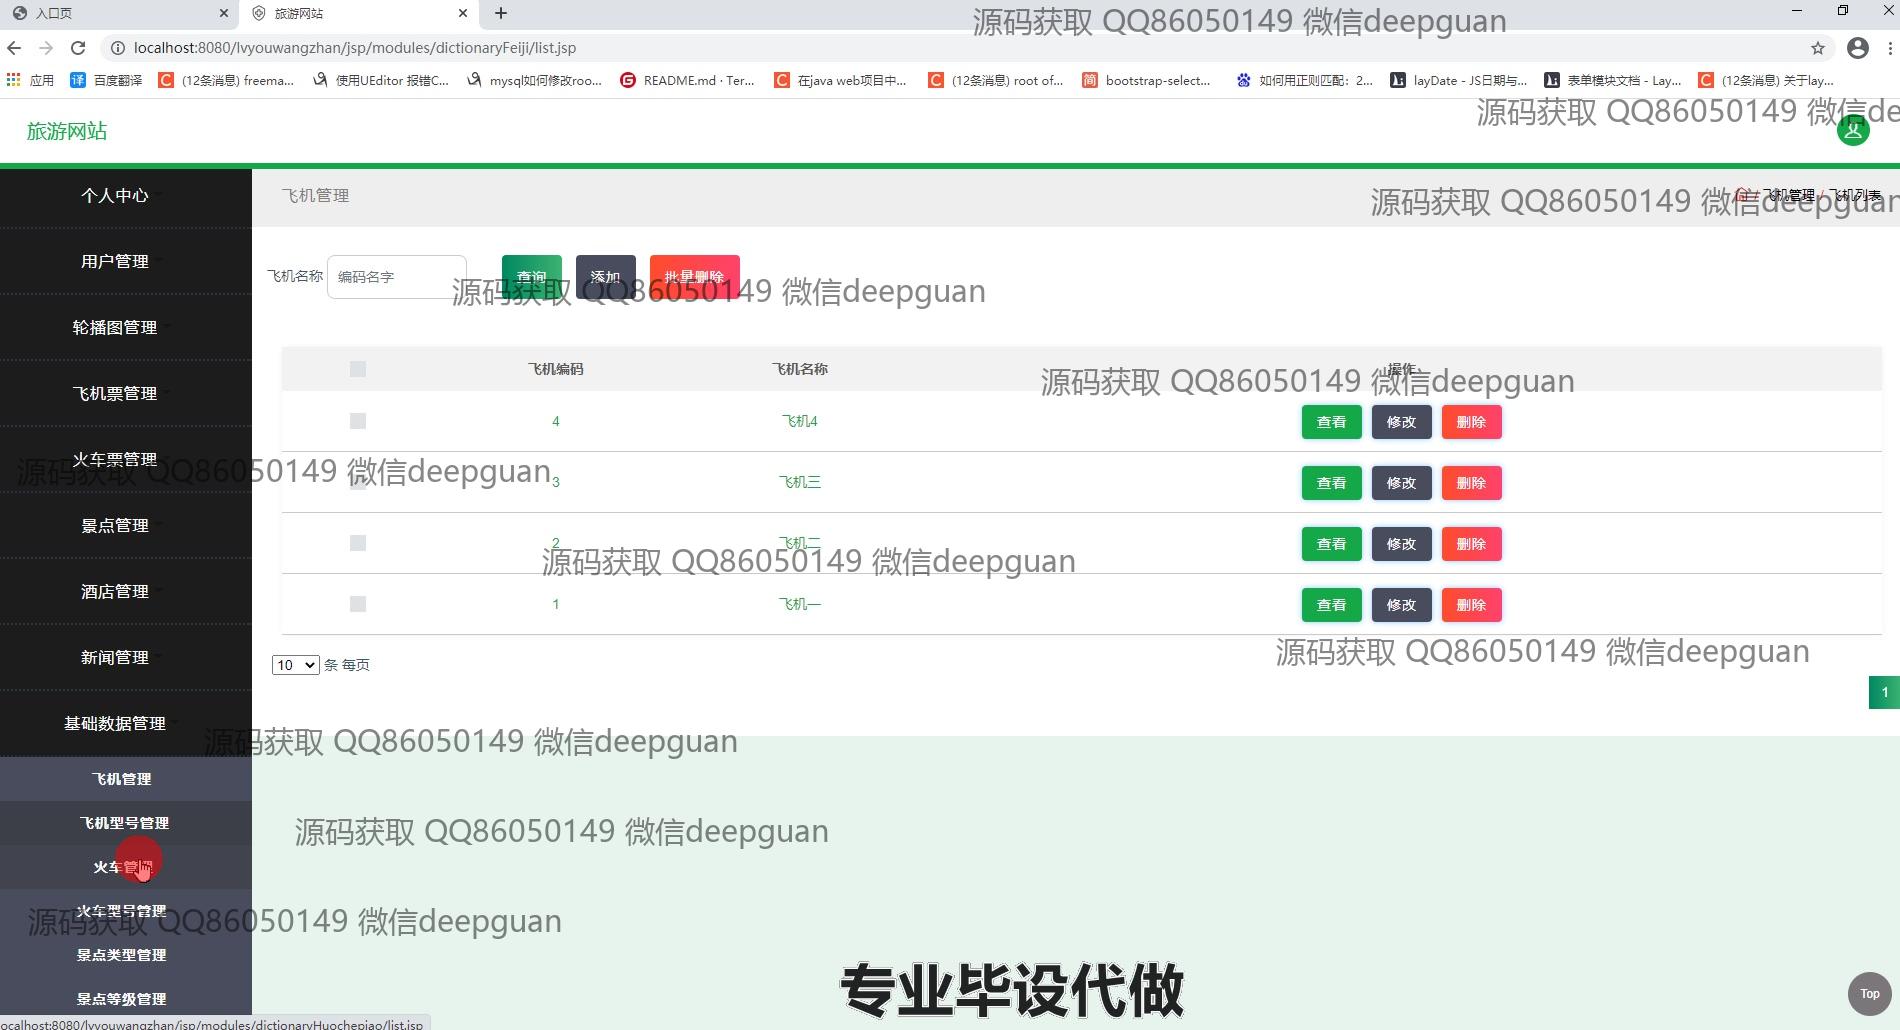 入口页
旅游网站
源码获取 QQ86050149 微信deepguan
localhost:8080/lvyouwangzhan/jsp/modules/dictionaryFeiji/list.jsp
应用
百度翻译
(12条消息) freema...
使用UEditor 报错C...
mysql如何修改roo...
README.md · Ter...
在java web项目中...
(12条消息) root of...
bootstrap-select...
如何用正则匹配：2...
layDate - JS日期与...
表单模块文档 - Lay...
(12条消息) 关于lay...
源码获取 QQ86050149 微信de
旅游网站
个人中心
飞机管理
/ 飞机管理 / 飞机列表
源码获取 QQ86050149 微信deepguan
用户管理
飞机名称
编码名字
查询
添加
批量删除
源码获取 QQ86050149 微信deepguan
轮播图管理
飞机编码
飞机名称
操作
源码获取 QQ86050149 微信deepguan
飞机票管理
4
飞机4
查看
修改
删除
火车票管理
源码获取 QQ86050149 微信deepguan
3
飞机三
查看
修改
删除
景点管理
2
飞机二
查看
修改
删除
源码获取 QQ86050149 微信deepguan
酒店管理
1
飞机一
查看
修改
删除
新闻管理
10
条 每页
源码获取 QQ86050149 微信deepguan
1
基础数据管理
源码获取 QQ86050149 微信deepguan
飞机管理
飞机型号管理
源码获取 QQ86050149 微信deepguan
火车管理
火车型号管理
源码获取 QQ86050149 微信deepguan
景点类型管理
景点等级管理
专业毕设代做
Top
ocalhost:8080/lvyouwangzhan/jsp/modules/dictionaryHuochepiao/list.jsp